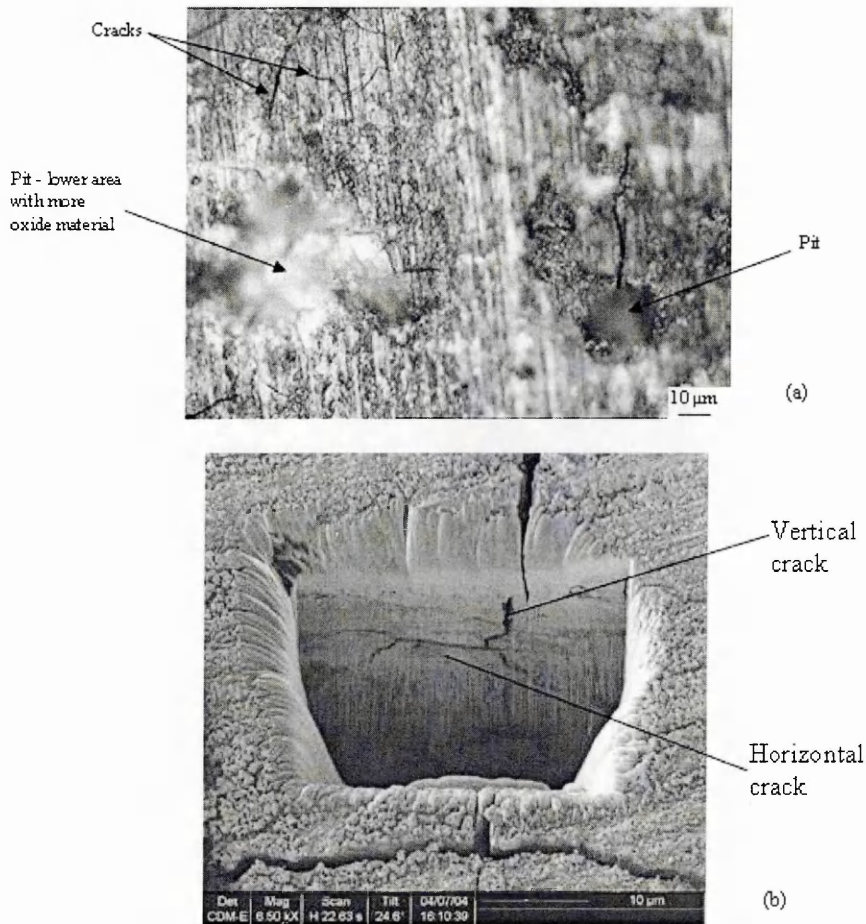 Cracks
Pit - lower area
with more
oxide material
Pit
10 µm
(a)
Vertical
crack
Horizontal
crack
Det Mag Scan Tilt 04/07/04
CDM-E 6.50 kX H 22.63 s 24.6° 16:10:39 10 µm
(b)